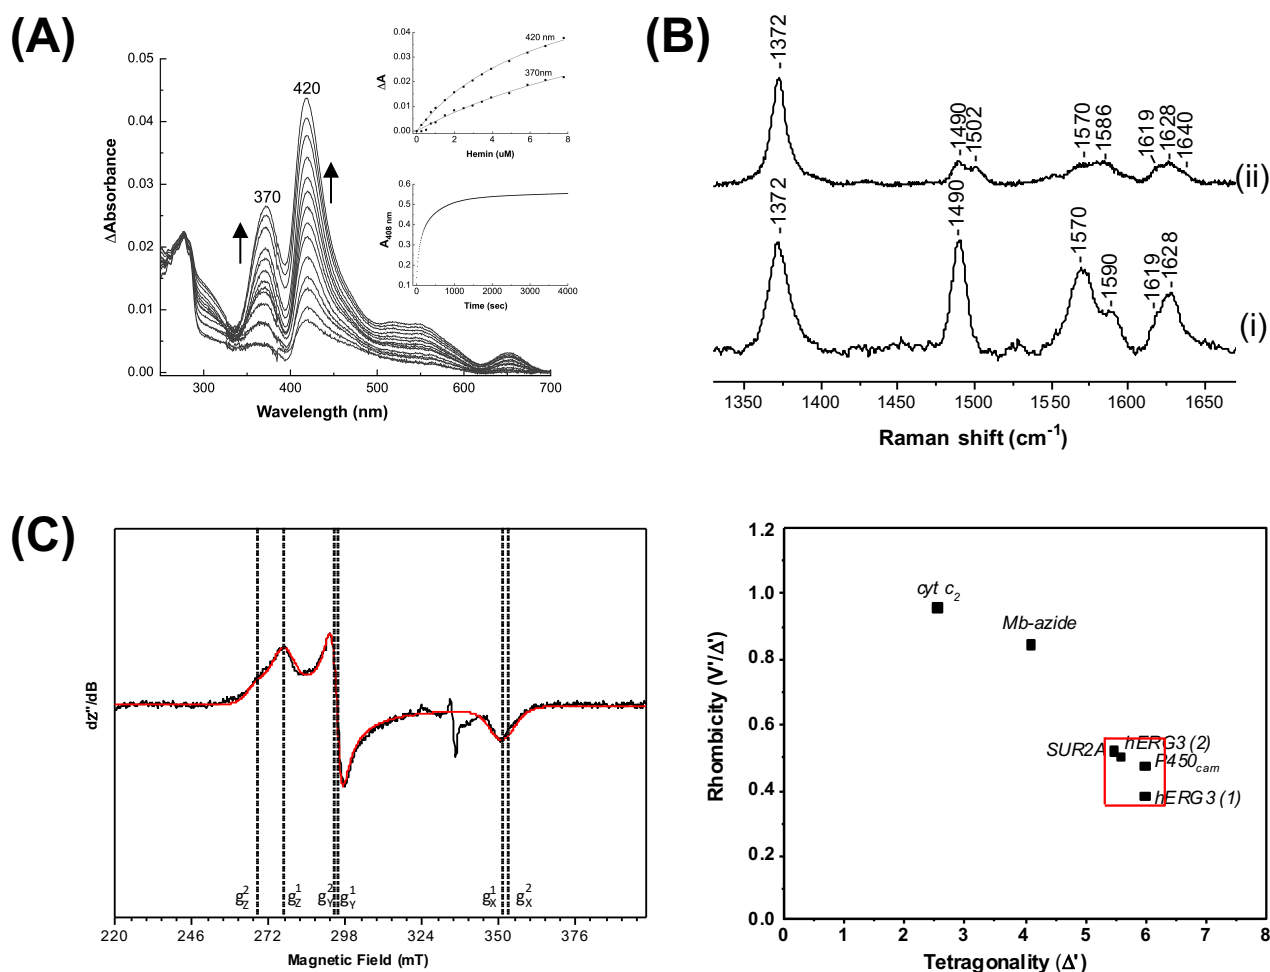 (A)
0.05
0.04
0.03
0.02
0.01
0.00
ΔAbsorbance
370
420
300
400
500
600
700
Wavelength (nm)
0.04
0.03
0.02
0.01
0.00
ΔA
420 nm
370nm
0
2
4
6
8
Hemin (uM)
0.6
0.5
0.4
0.3
0.2
0.1
A408 nm
0
1000
2000
3000
4000
Time (sec)
(B)
1372
1490
1502
1570
1586
1619
1628
1640
(ii)
1372
1490
1570
1590
1619
1628
(i)
1350
1400
1450
1500
1550
1600
1650
Raman shift (cm-1)
(C)
dz"/dB
gZ2
gZ1
gY2
gY1
gX1
gX2
220
246
272
298
324
350
376
Magnetic Field (mT)
1.2
1.0
0.8
0.6
0.4
0.2
0.0
Rhombicity (V'/Δ')
cyt c2
Mb-azide
SUR2A
hERG3 (2)
P450cam
hERG3 (1)
0
1
2
3
4
5
6
7
8
Tetragonality (Δ')